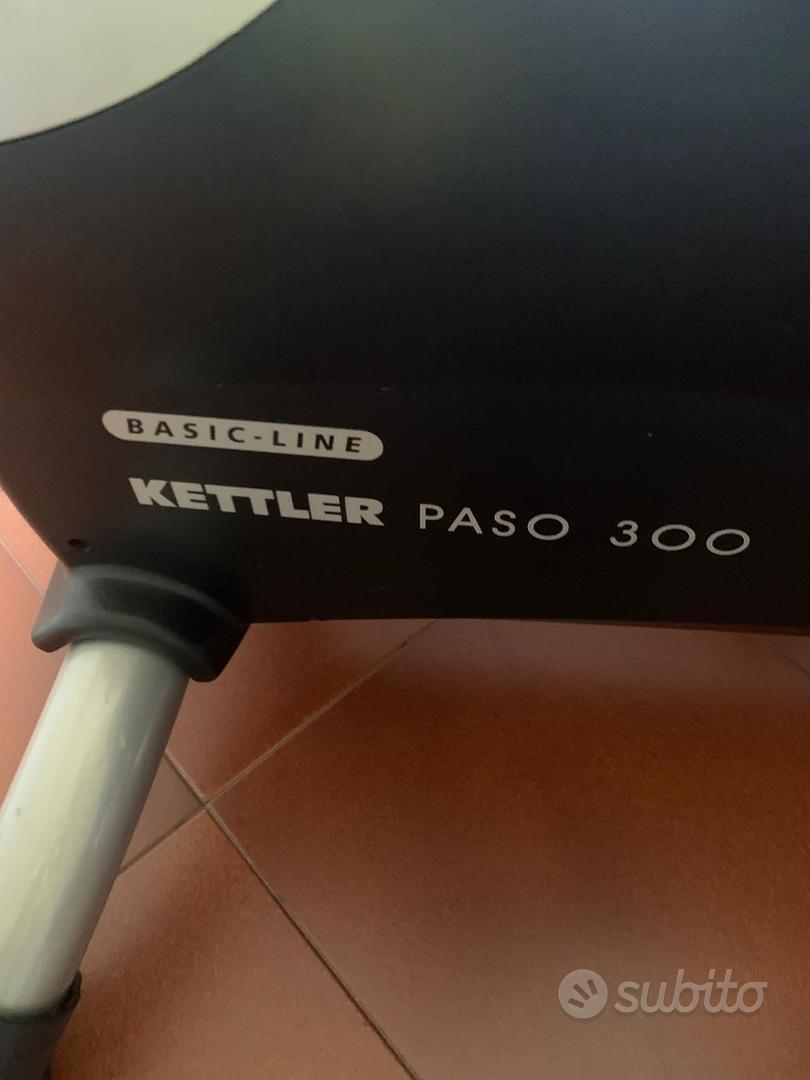 BASIC-LINE
KETTLER PASO 300
subito